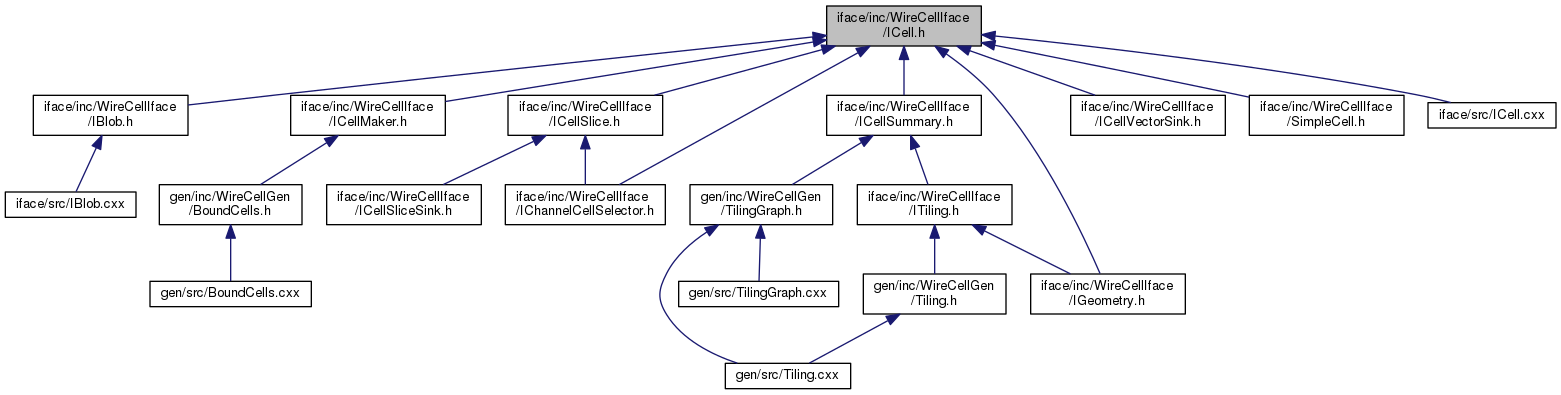 iface/inc/WireCellIface
/ICell.h
iface/inc/WireCellIface
/IBlob.h
iface/inc/WireCellIface
/ICellMaker.h
iface/inc/WireCellIface
/ICellSlice.h
iface/inc/WireCellIface
/ICellSummary.h
iface/inc/WireCellIface
/ICellVectorSink.h
iface/inc/WireCellIface
/SimpleCell.h
iface/src/ICell.cxx
iface/src/IBlob.cxx
gen/inc/WireCellGen
/BoundCells.h
iface/inc/WireCellIface
/ICellSliceSink.h
iface/inc/WireCellIface
/IChannelCellSelector.h
gen/inc/WireCellGen
/TilingGraph.h
iface/inc/WireCellIface
/ITiling.h
gen/src/BoundCells.cxx
gen/src/TilingGraph.cxx
gen/inc/WireCellGen
/Tiling.h
iface/inc/WireCellIface
/IGeometry.h
gen/src/Tiling.cxx